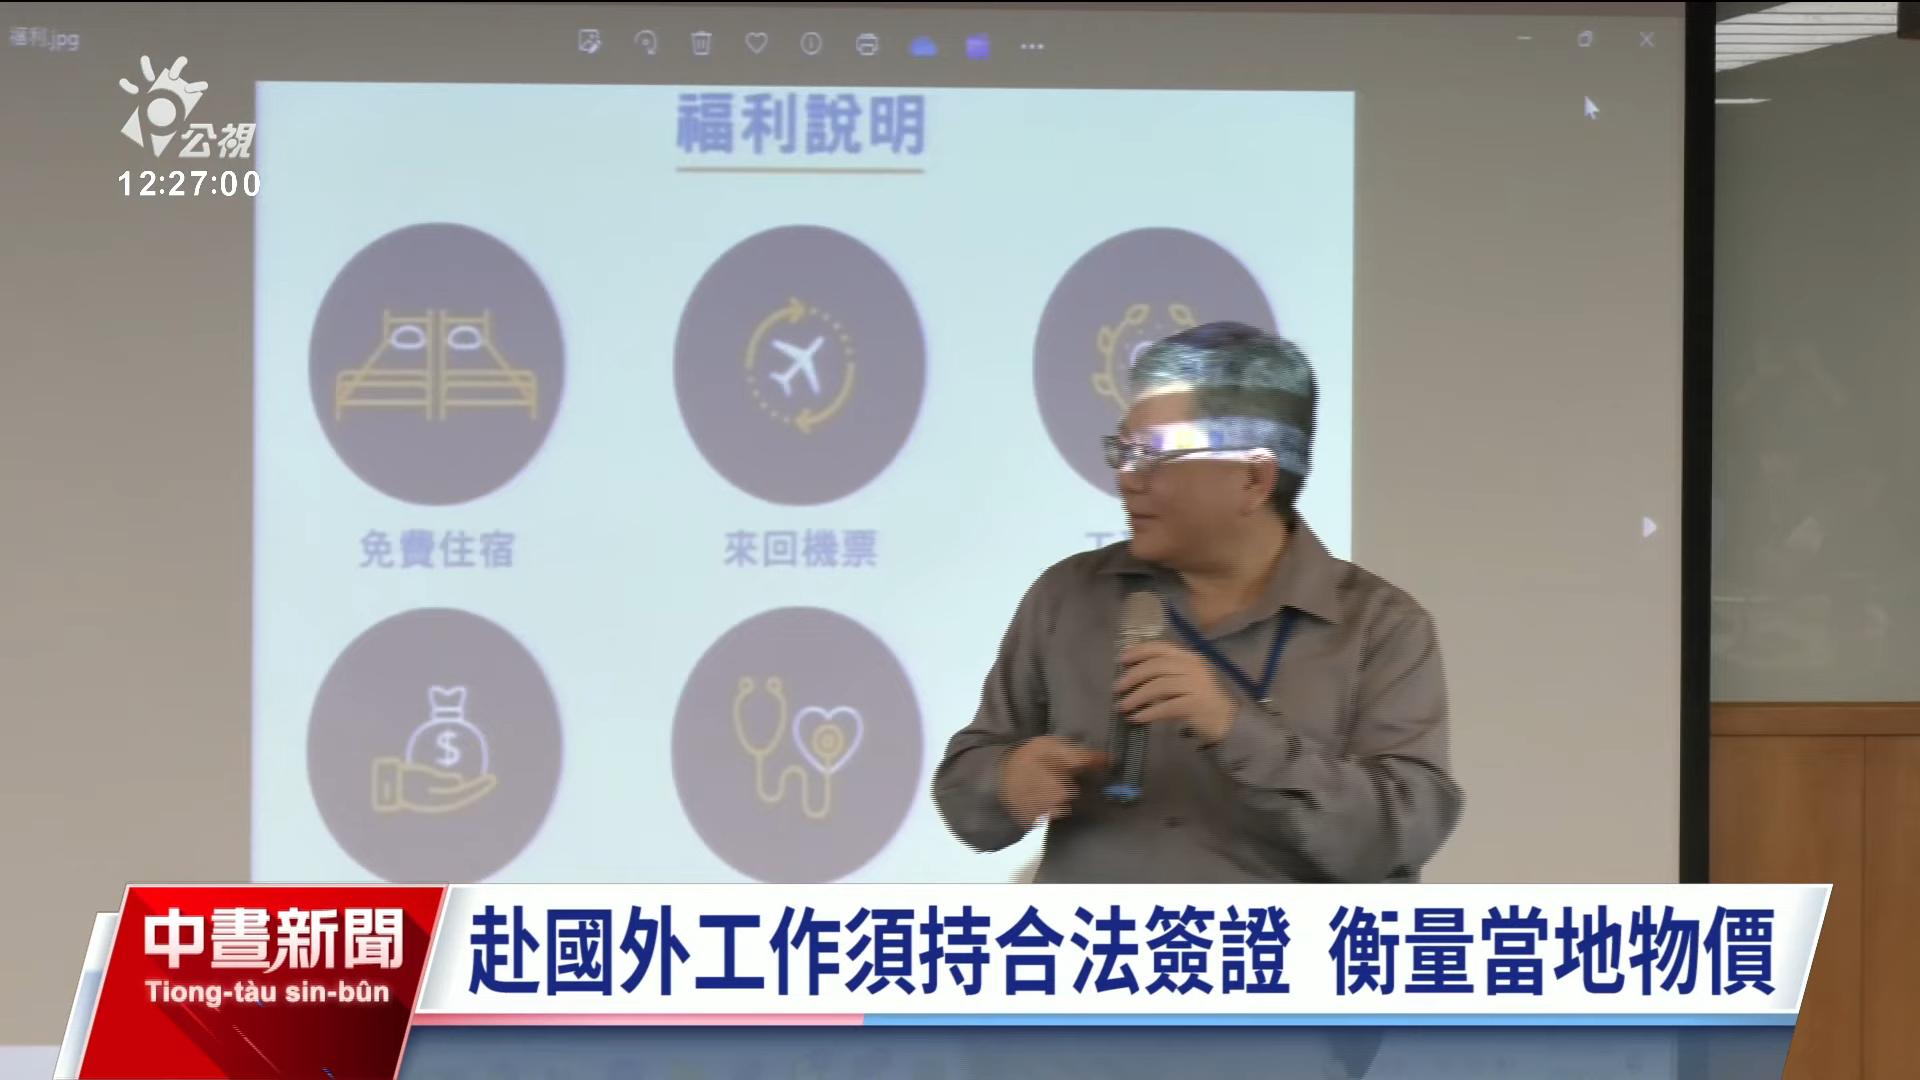 福利.jpg
公視
12:27:00
福利說明
免費住宿
來回機票
中晝新聞
Tiong-tàu sin-bûn
赴國外工作須持合法簽證 衡量當地物價